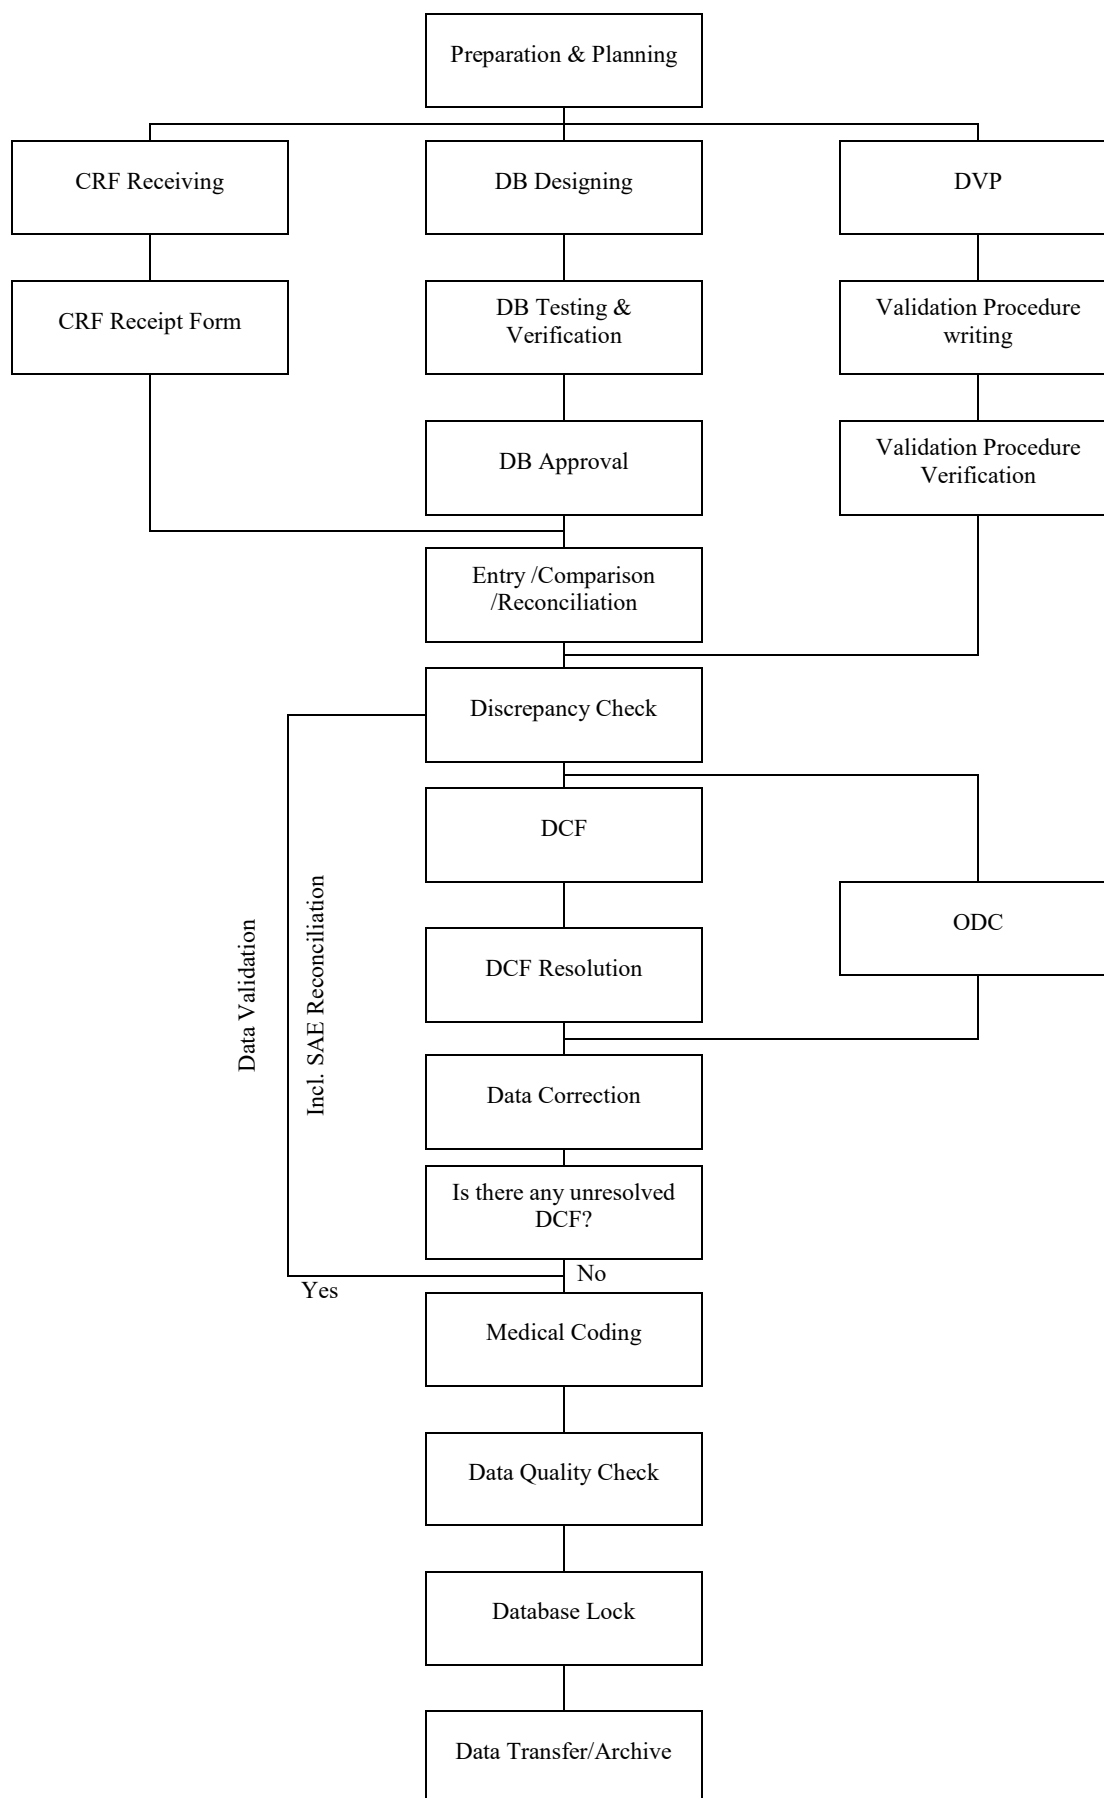 Preparation & Planning
CRF Receiving
DB Designing
DVP
CRF Receipt Form
DB Testing &
Verification
Validation Procedure
writing
DB Approval
Validation Procedure
Verification
Entry /Comparison
/Reconciliation
Discrepancy Check
DCF
ODC
Data Validation
Incl. SAE Reconciliation
DCF Resolution
Data Correction
Is there any unresolved
DCF?
No
Yes
Medical Coding
Data Quality Check
Database Lock
Data Transfer/Archive